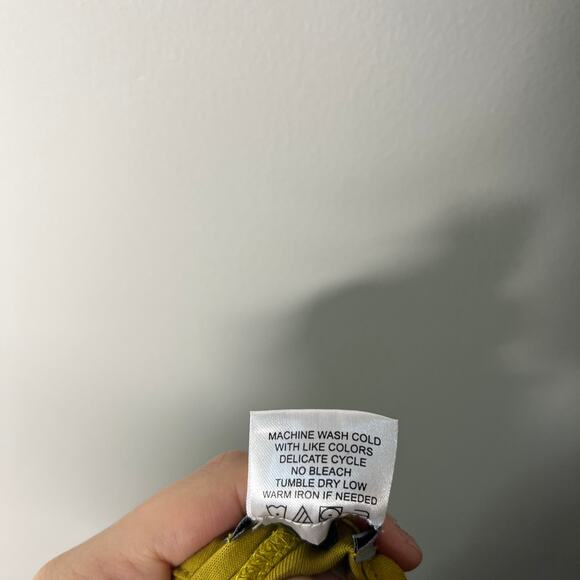 MACHINE WASH COLD
WITH LIKE COLORS
DELICATE CYCLE
NO BLEACH
TUMBLE DRY LOW
WARM IRON IF NEEDED